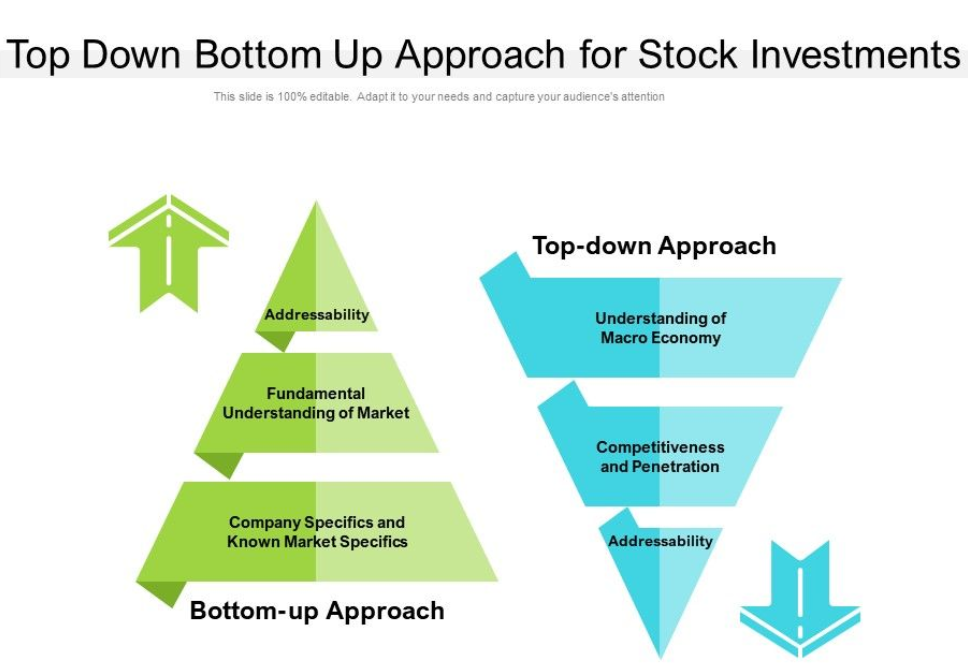 Top Down Bottom Up Approach for Stock Investments
This slide is 100% editable. Adapt it to your needs and capture your audience's attention
Addressability
Fundamental
Understanding of Market
Company Specifics and
Known Market Specifics
Bottom-up Approach
Top-down Approach
Understanding of
Macro Economy
Competitiveness
and Penetration
Addressability